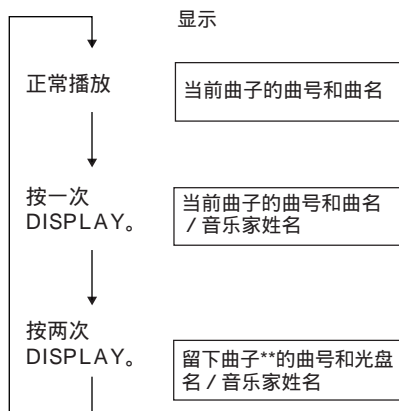 显示
正常播放
当前曲子的曲号和曲名
按一次
DISPLAY。
当前曲子的曲号和曲名
/ 音乐家姓名
按两次
DISPLAY。
留下曲子**的曲号和光盘
名 / 音乐家姓名